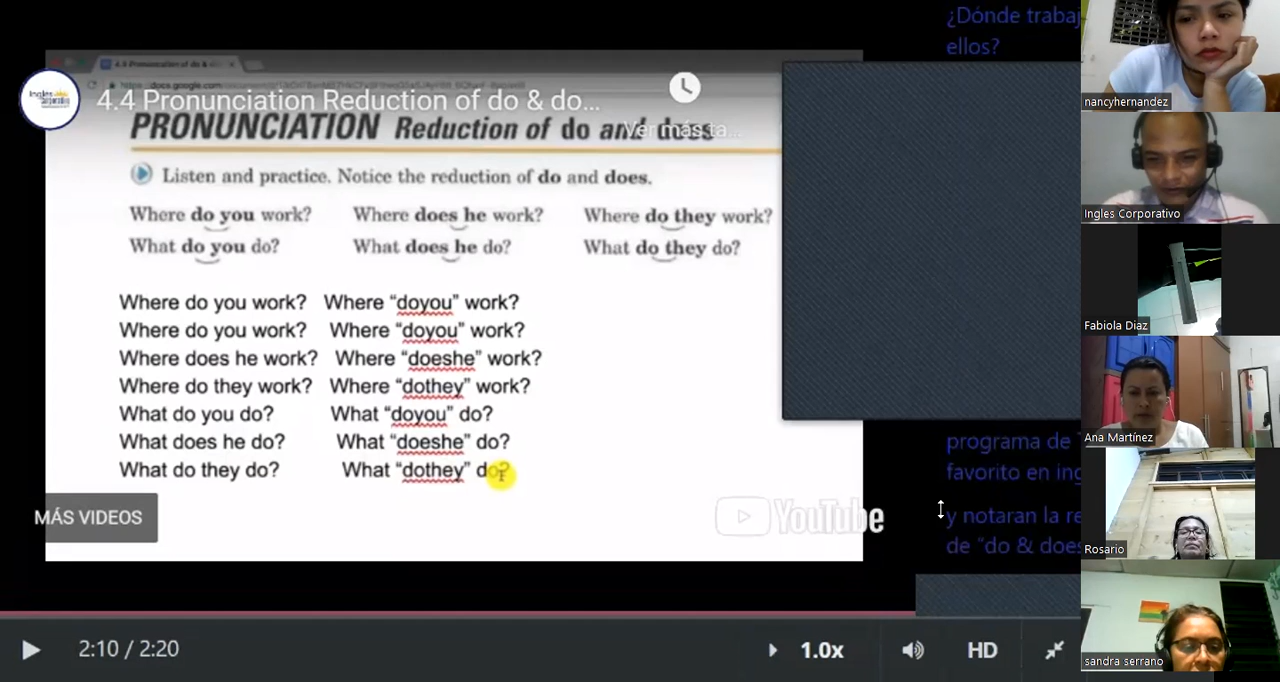 4.4 Pronunciation Reduction of do & do...
Ver más ta...
PRONUNCIATION Reduction of do and does
Listen and practice. Notice the reduction of do and does.
Where do you work? Where does he work? Where do they work?
What do you do? What does he do? What do they do?
Where do you work? Where "doyou" work?
Where do you work? Where "doyou" work?
Where does he work? Where "doeshe" work?
Where do they work? Where "dothey" work?
What do you do? What "doyou" do?
What does he do? What "doeshe" do?
What do they do? What "dothey" do?
MÁS VIDEOS
YouTube
2:10 / 2:20
1.0x
HD
¿Dónde trabaj
ellos?
programa de
favorito en ing
y notaran la re
de "do & does
nancyhernandez
Ingles Corporativo
Fabiola Diaz
Ana Martínez
Rosario
sandra serrano